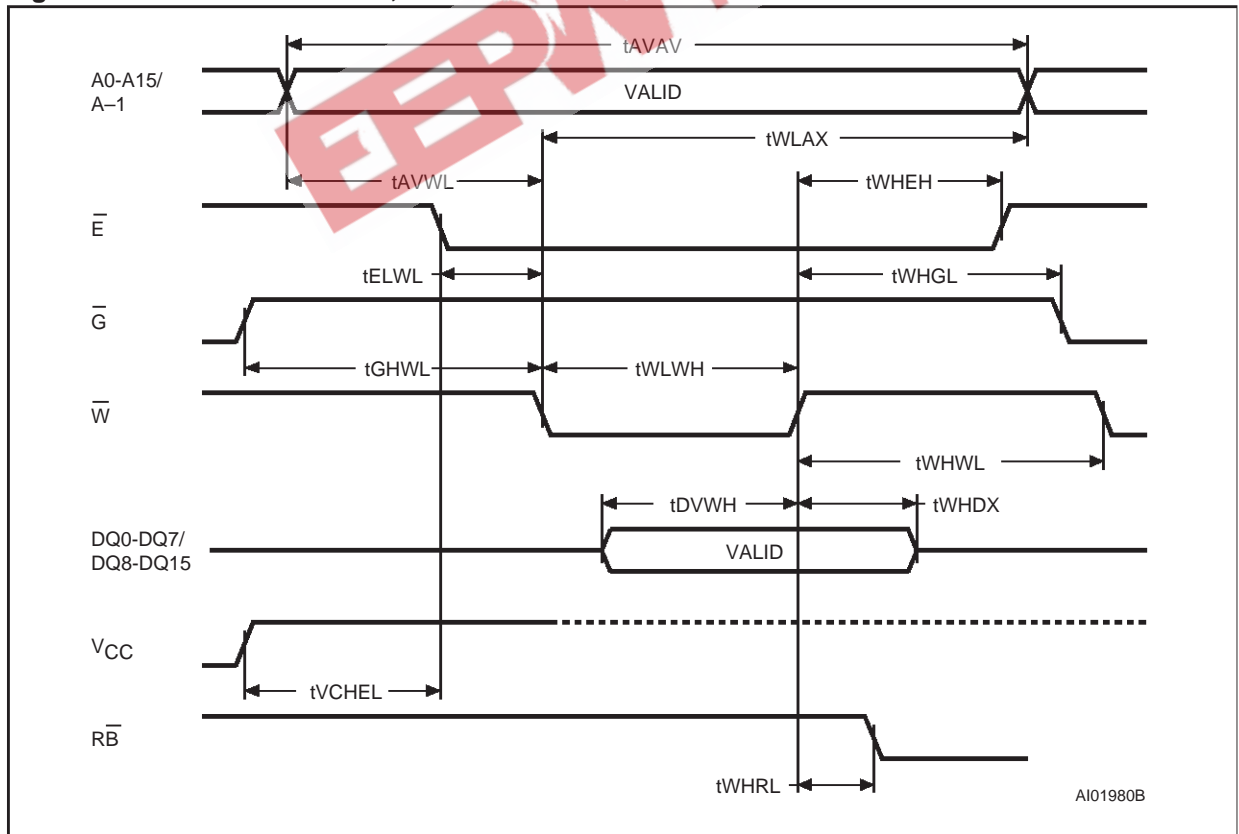 tAVAV
A0-A15/
A–1
VALID
tWLAX
tAVWL
tWHEH
E̅
tELWL
tWHGL
G̅
tGHWL
tWLWH
W̅
tWHWL
tDVWH
tWHDX
DQ0-DQ7/
DQ8-DQ15
VALID
VCC
tVCHEL
RB̅
tWHRL
AI01980B